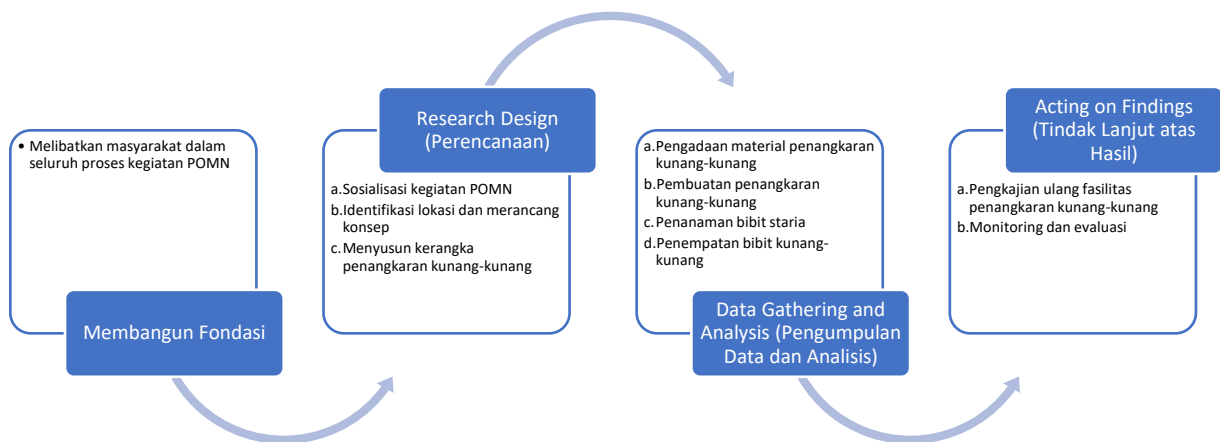 • Melibatkan masyarakat dalam
seluruh proses kegiatan POMN
Membangun Fondasi
Research Design
(Perencanaan)
a.Sosialisasi kegiatan POMN
b.Identifikasi lokasi dan merancang
konsep
c.Menyusun kerangka
penangkaran kunang-kunang
a.Pengadaan material penangkaran
kunang-kunang
b.Pembuatan penangkaran
kunang-kunang
c.Penanaman bibit staria
d.Penempatan bibit kunang-
kunang
Data Gathering and
Analysis (Pengumpulan
Data dan Analisis)
Acting on Findings
(Tindak Lanjut atas
Hasil)
a.Pengkajian ulang fasilitas
penangkaran kunang-kunang
b.Monitoring dan evaluasi